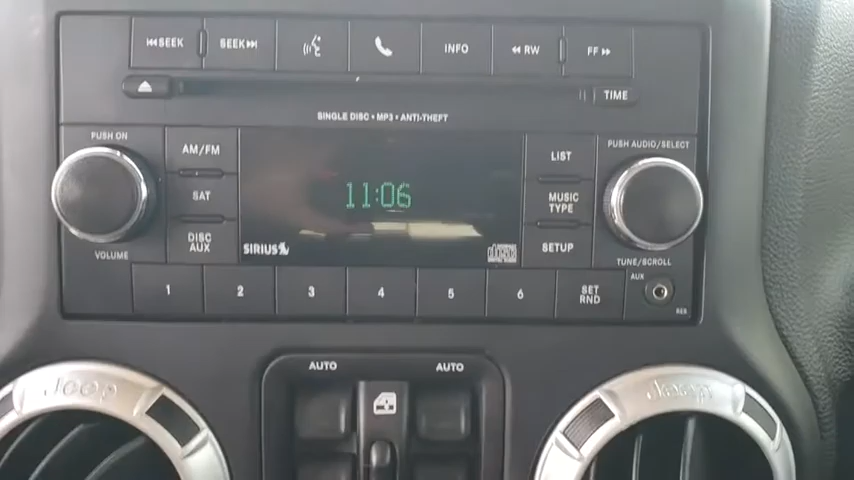 SEEK
SEEK
INFO
RW
FF
TIME
SINGLE DISC • MP3 • ANTI-THEFT
PUSH ON
AM/FM
SAT
DISC
AUX
VOLUME
11:06
SIRIUS
LIST
MUSIC
TYPE
SETUP
PUSH AUDIO/SELECT
TUNE/SCROLL
1
2
3
4
5
6
SET
RND
AUX
RES
AUTO
AUTO
Jeep
Jeep